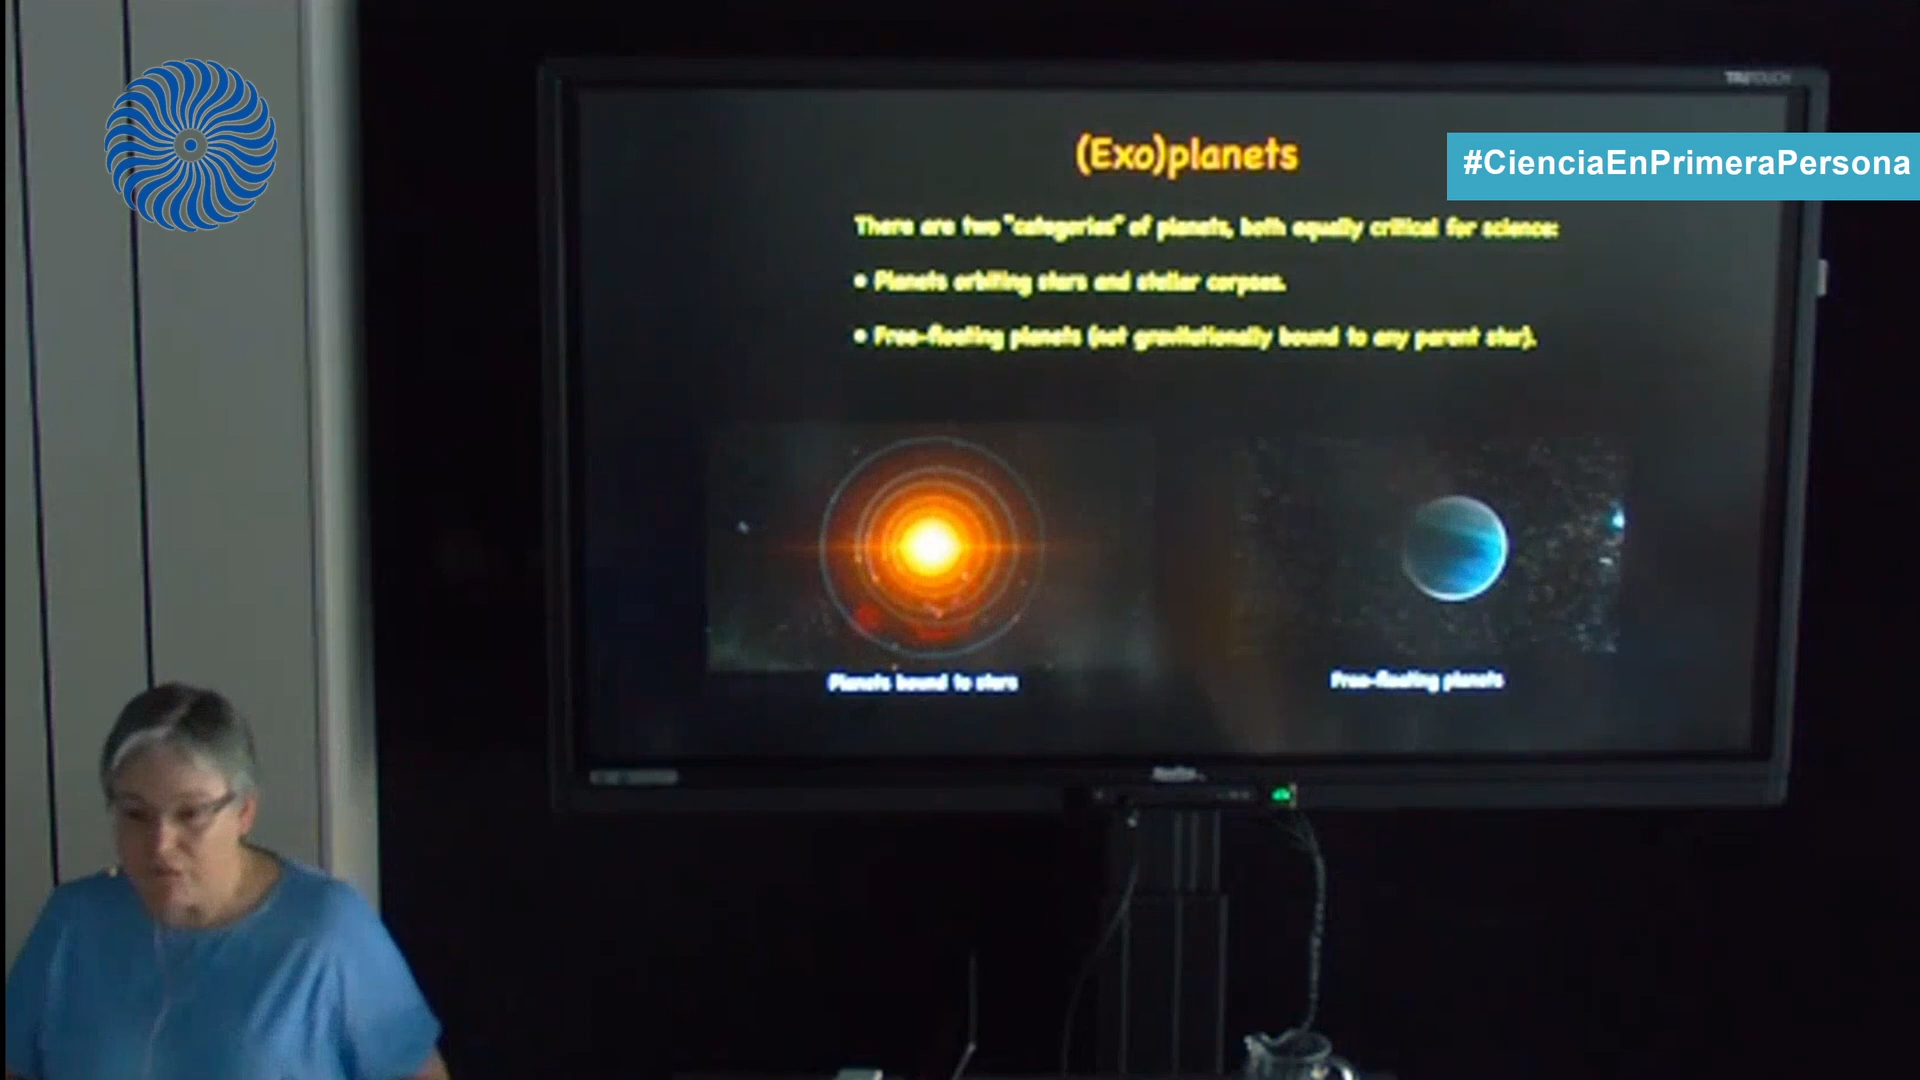 TRUTOUCH
(Exo)planets
#CienciaEnPrimeraPersona
There are two "categories" of planets, both equally critical for science:
• Planets orbiting stars and stellar corpses.
• Free-floating planets (not gravitationally bound to any parent star).
Planets bound to stars
Free-floating planets